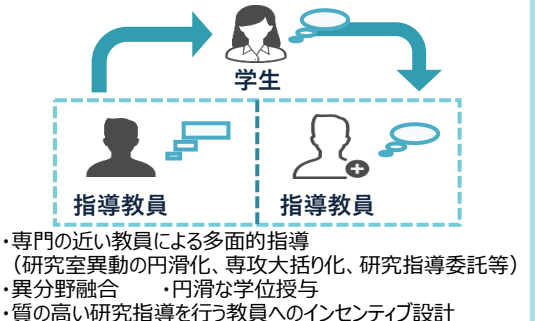 学生
指導教員 指導教員
・専門の近い教員による多面的指導
（研究室異動の円滑化、専攻大括り化、研究指導委託等）
・異分野融合　　・円滑な学位授与
・質の高い研究指導を行う教員へのインセンティブ設計